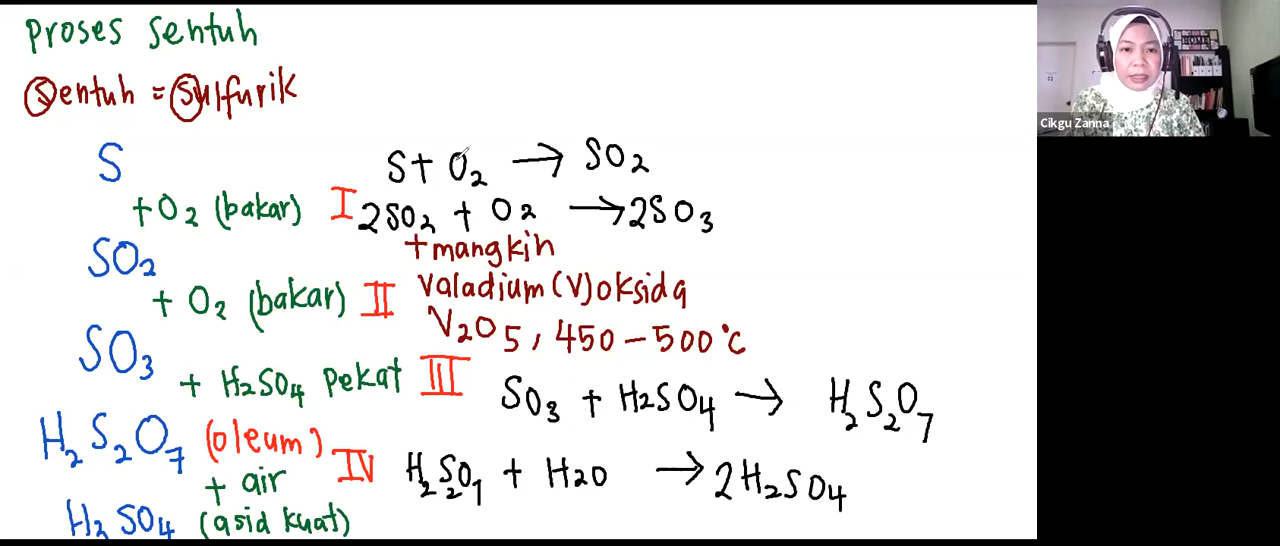 Proses Sentuh
Sentuh = Sulfurik
S
S + O₂ → SO₂
+ O₂ (bakar) I
2SO₂ + O₂ → 2SO₃
+ mangkin
SO₂
valadium (V) oksida
+ O₂ (bakar) II
V₂O₅, 450 – 500 °C
SO₃
+ H₂SO₄ pekat III
SO₃ + H₂SO₄ → H₂S₂O₇
H₂S₂O₇ (oleum)
+ air IV
H₂S₂O₇ + H₂O → 2H₂SO₄
H₂SO₄ (asid kuat)
HOME
Cikgu Zanna